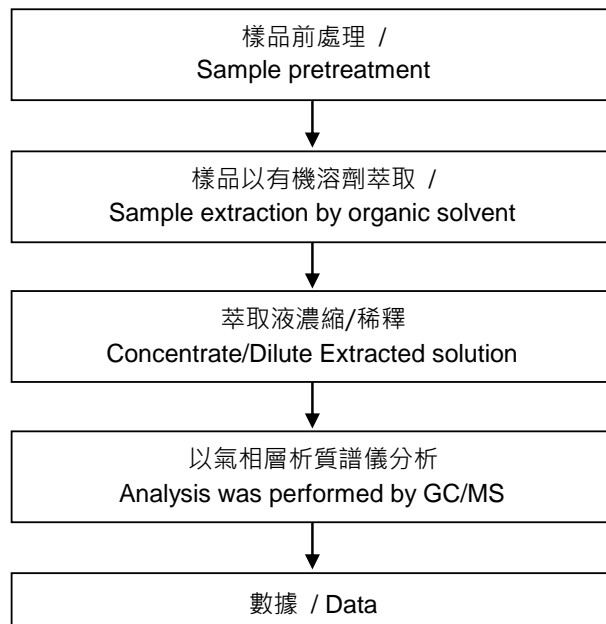 樣品前處理 /
Sample pretreatment
樣品以有機溶劑萃取 /
Sample extraction by organic solvent
萃取液濃縮/稀釋
Concentrate/Dilute Extracted solution
以氣相層析質譜儀分析
Analysis was performed by GC/MS
數據 / Data